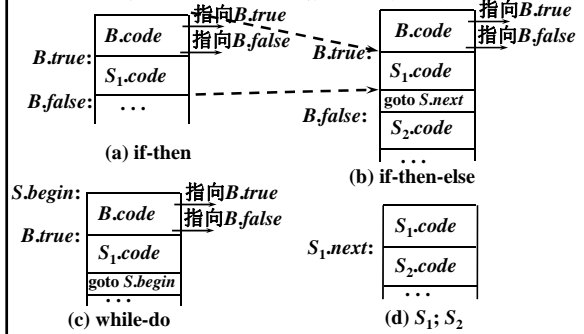 B.code
指向B.true
指向B.false
B.true:
S₁.code
B.false:
...
(a) if-then
B.code
指向B.true
指向B.false
B.true:
S₁.code
goto S.next
B.false:
S₂.code
...
(b) if-then-else
S.begin:
B.code
指向B.true
指向B.false
B.true:
S₁.code
goto S.begin
...
(c) while-do
S₁.code
S₁.next:
S₂.code
(d) S₁; S₂